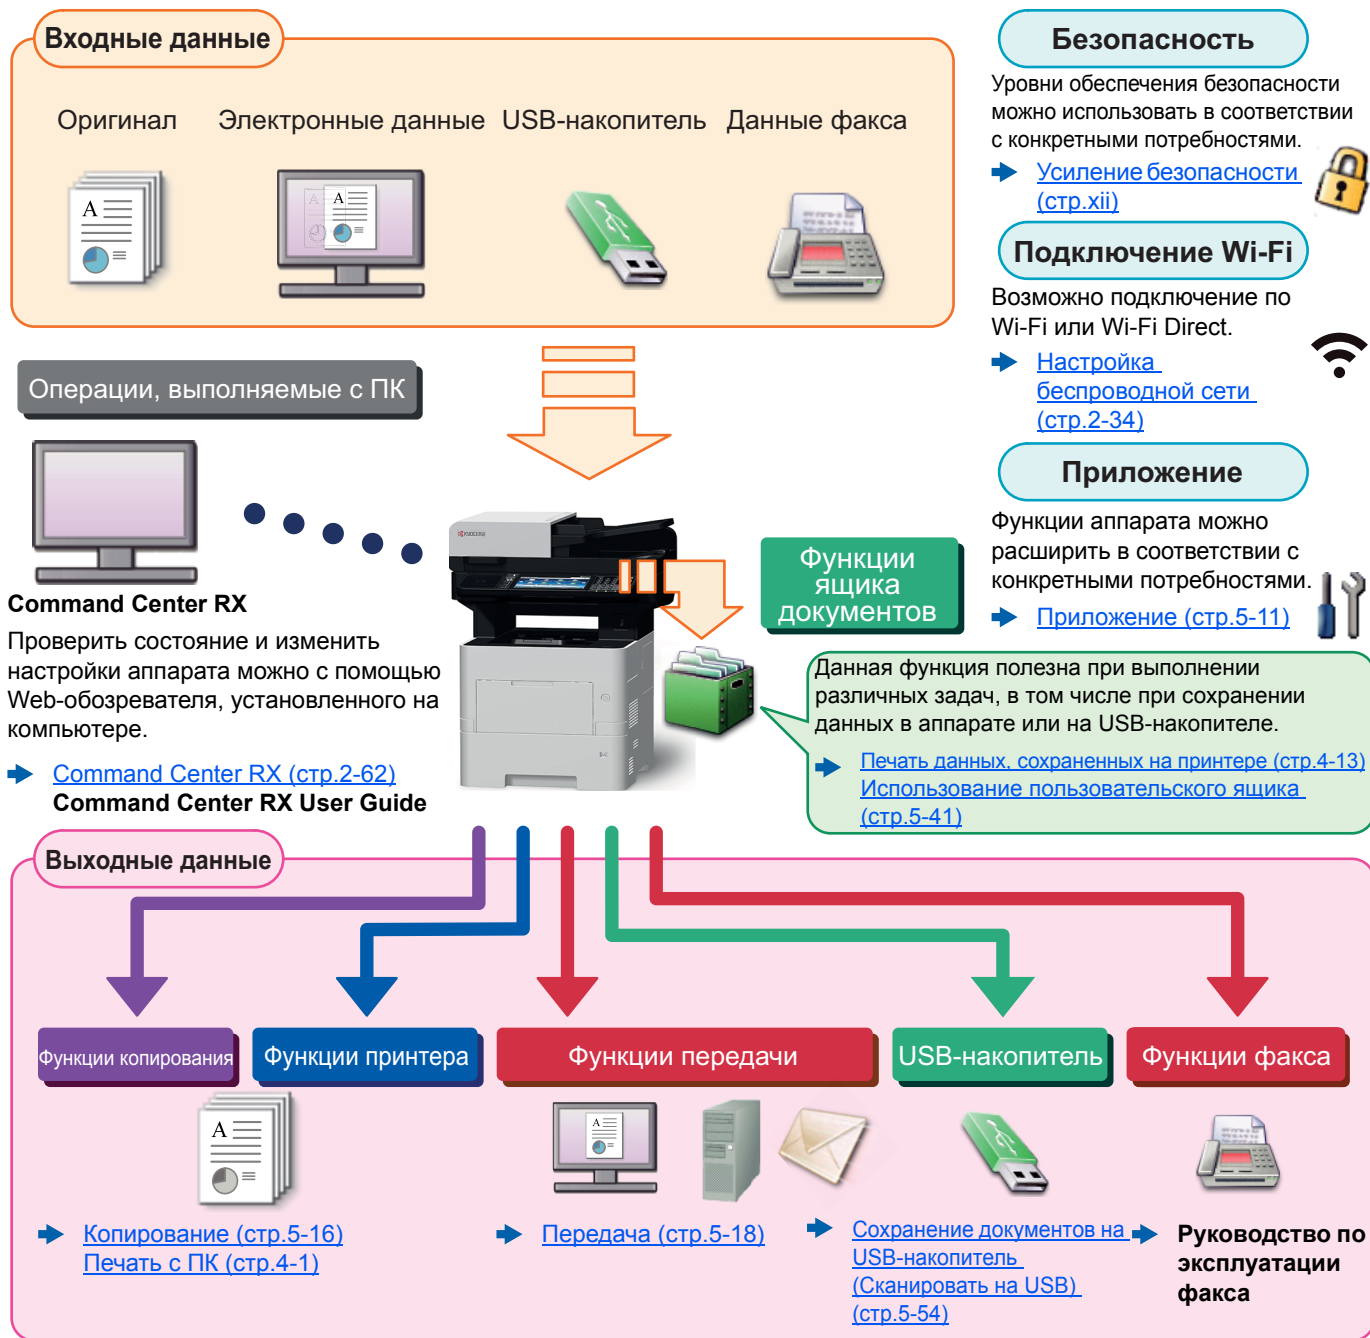 Входные данные
Оригинал
Электронные данные
USB-накопитель
Данные факса
Безопасность
Уровни обеспечения безопасности
можно использовать в соответствии
с конкретными потребностями.
Усиление безопасности
(стр.xii)
Подключение Wi-Fi
Возможно подключение по
Wi-Fi или Wi-Fi Direct.
Настройка
беспроводной сети
(стр.2-34)
Приложение
Функции аппарата можно
расширить в соответствии с
конкретными потребностями.
Приложение (стр.5-11)
Операции, выполняемые с ПК
Command Center RX
Проверить состояние и изменить
настройки аппарата можно с помощью
Web-обозревателя, установленного на
компьютере.
Command Center RX (стр.2-62)
Command Center RX User Guide
KYOCERA
Функции
ящика
документов
Данная функция полезна при выполнении
различных задач, в том числе при сохранении
данных в аппарате или на USB-накопителе.
Печать данных, сохраненных на принтере (стр.4-13)
Использование пользовательского ящика
(стр.5-41)
Выходные данные
Функции копирования
Функции принтера
Функции передачи
USB-накопитель
Функции факса
Копирование (стр.5-16)
Печать с ПК (стр.4-1)
Передача (стр.5-18)
Сохранение документов на
USB-накопитель
(Сканировать на USB)
(стр.5-54)
Руководство по
эксплуатации
факса